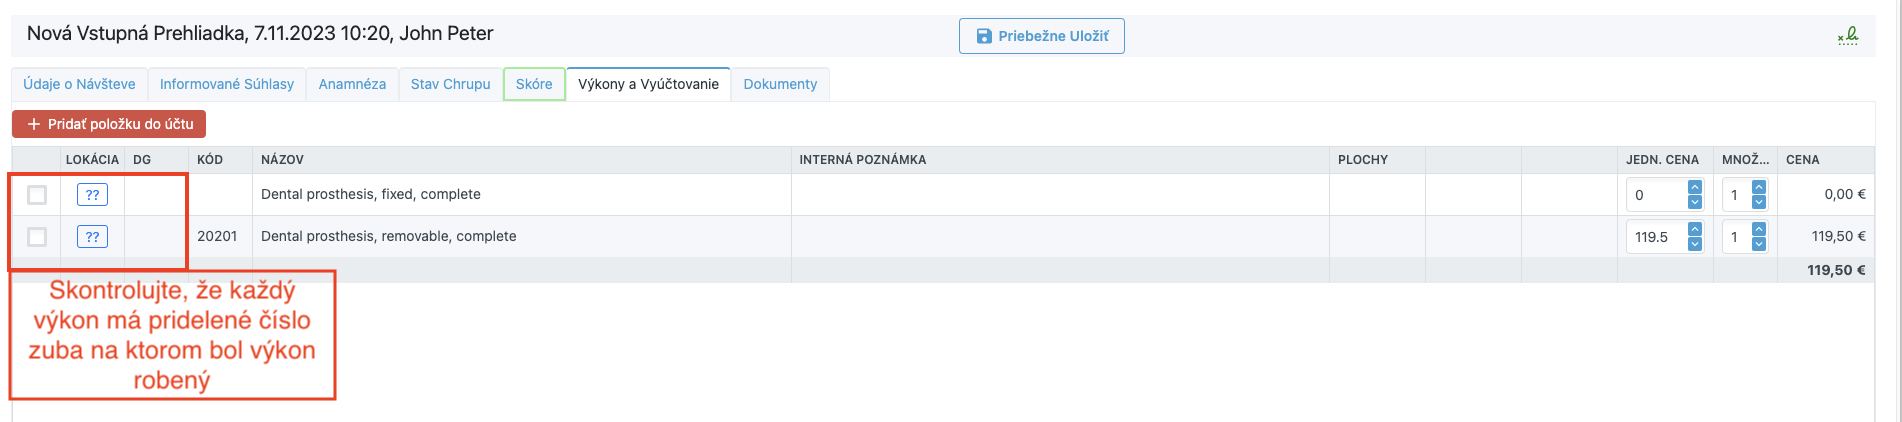 Nová Vstupná Prehliadka, 7.11.2023 10:20, John Peter
Priebežne Uložiť
Údaje o Návšteve Informované Súhlasy Anamnéza Stav Chrupu Skóre Výkony a Vyúčtovanie Dokumenty
+ Pridať položku do účtu
LOKÁCIA DG KÓD NÁZOV INTERNÁ POZNÁMKA PLOCHY JEDN. CENA MNOŽ... CENA
?? Dental prosthesis, fixed, complete 0 1 0,00 €
?? 20201 Dental prosthesis, removable, complete 119.5 1 119,50 €
119,50 €
Skontrolujte, že každý
výkon má pridelené číslo
zuba na ktorom bol výkon
robený